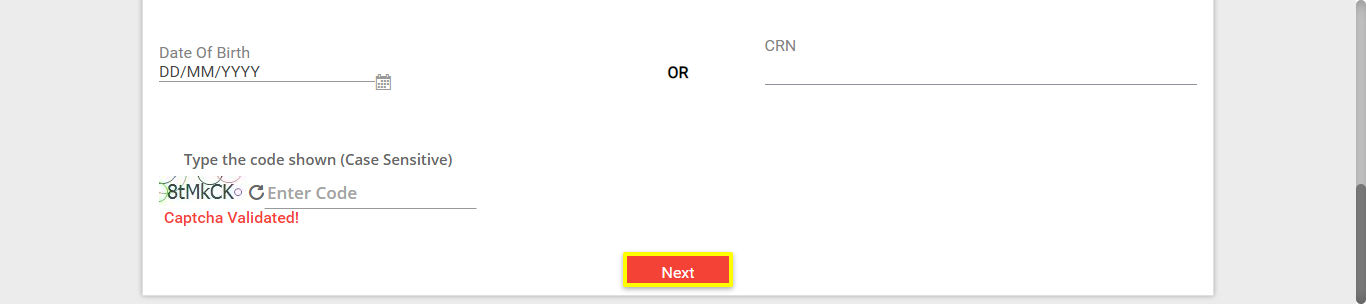 Date Of Birth
DD/MM/YYYY
OR
CRN
Type the code shown (Case Sensitive)
8tMkCK
Enter Code
Captcha Validated!
Next